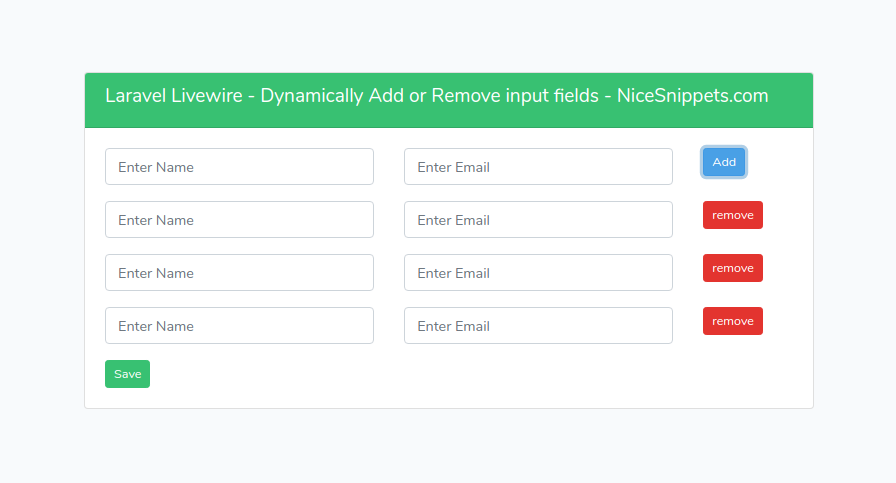 Laravel Livewire - Dynamically Add or Remove input fields - NiceSnippets.com
Enter Name Enter Email Add
Enter Name Enter Email remove
Enter Name Enter Email remove
Enter Name Enter Email remove
Save